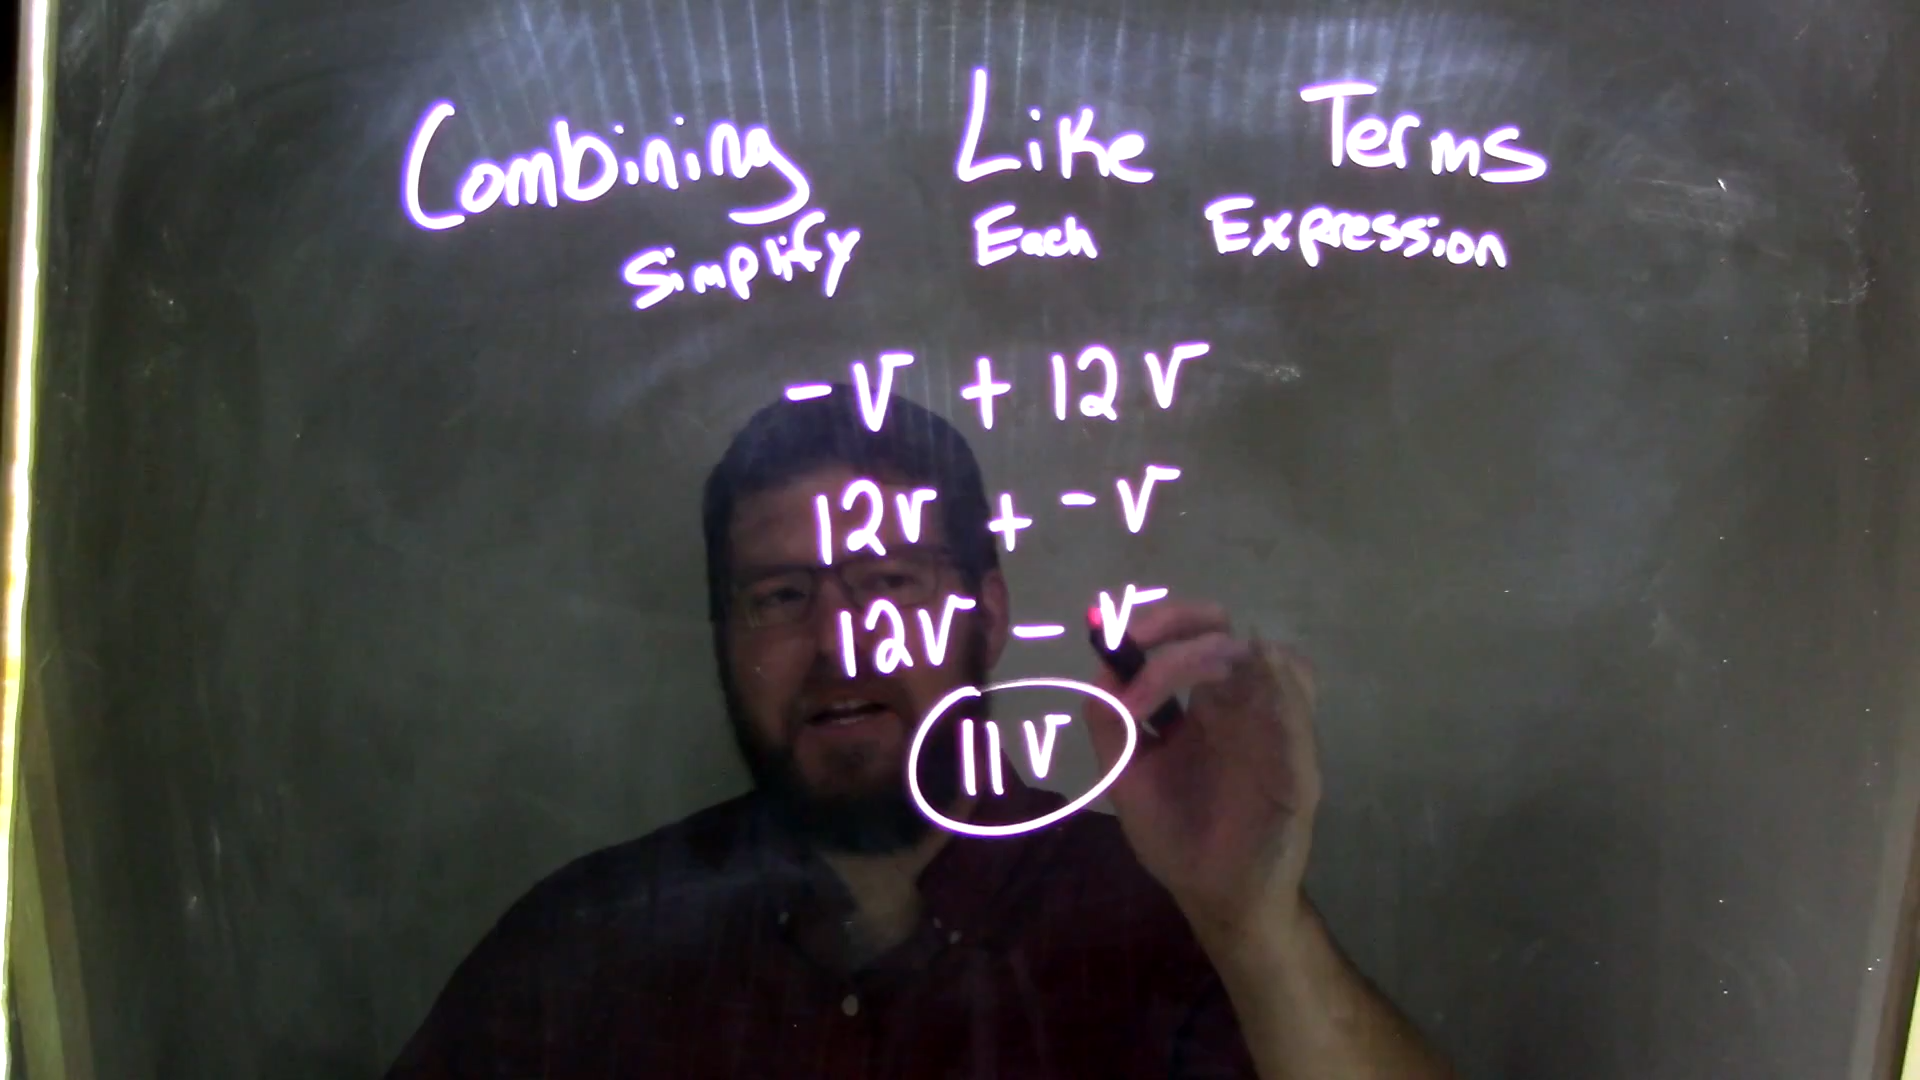 Combining Like Terms
Simplify Each Expression
-v + 12v
12v + -v
12v - v
11v